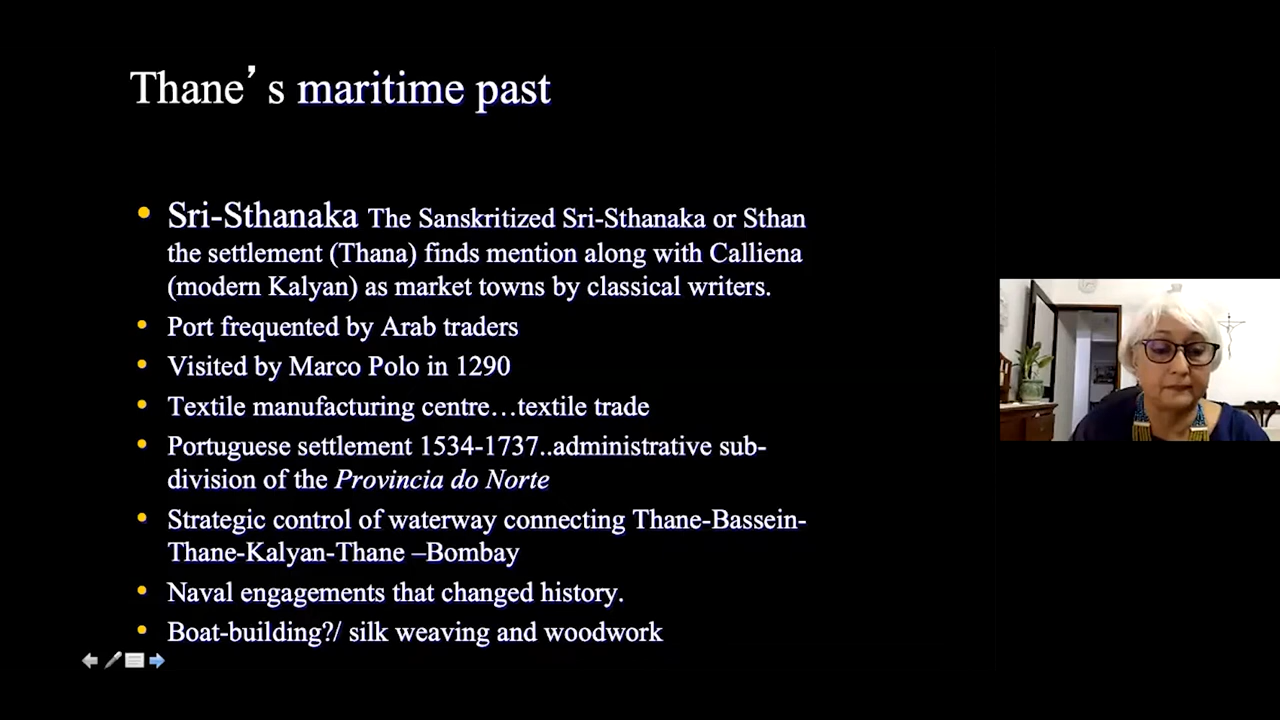 Thane's maritime past
• Sri-Sthanaka The Sanskritized Sri-Sthanaka or Sthan
the settlement (Thana) finds mention along with Calliena
(modern Kalyan) as market towns by classical writers.
• Port frequented by Arab traders
• Visited by Marco Polo in 1290
• Textile manufacturing centre…textile trade
• Portuguese settlement 1534-1737..administrative sub-
division of the Provincia do Norte
• Strategic control of waterway connecting Thane-Bassein-
Thane-Kalyan-Thane –Bombay
• Naval engagements that changed history.
• Boat-building?/ silk weaving and woodwork